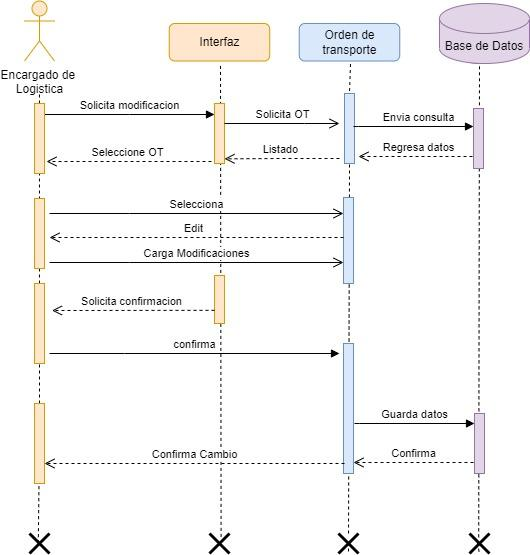 Interfaz
Orden de
transporte
Base de Datos
Encargado de
Logistica
Solicita modificacion
Solicita OT
Envia consulta
Seleccione OT
Listado
Regresa datos
Selecciona
Edit
Carga Modificaciones
Solicita confirmacion
confirma
Guarda datos
Confirma Cambio
Confirma